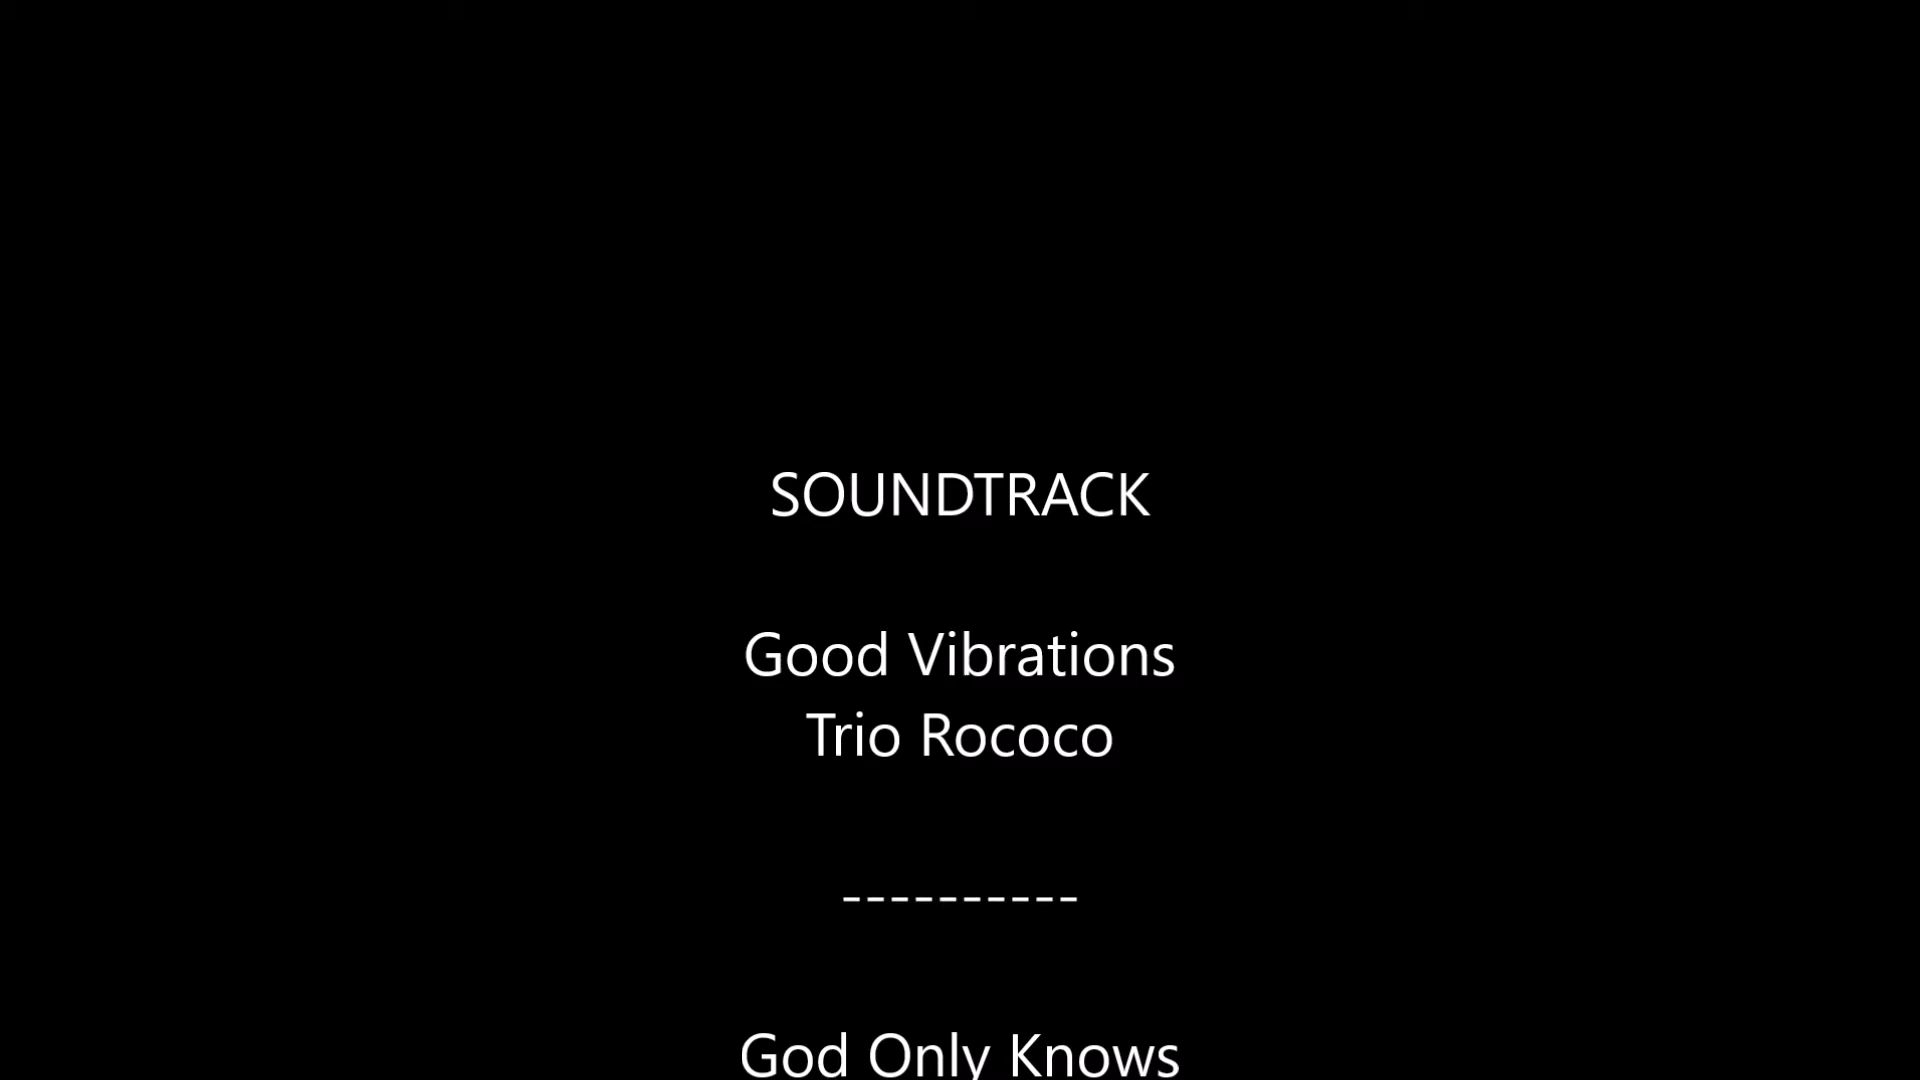 SOUNDTRACK
Good Vibrations
Trio Rococo
----------
God Only Knows